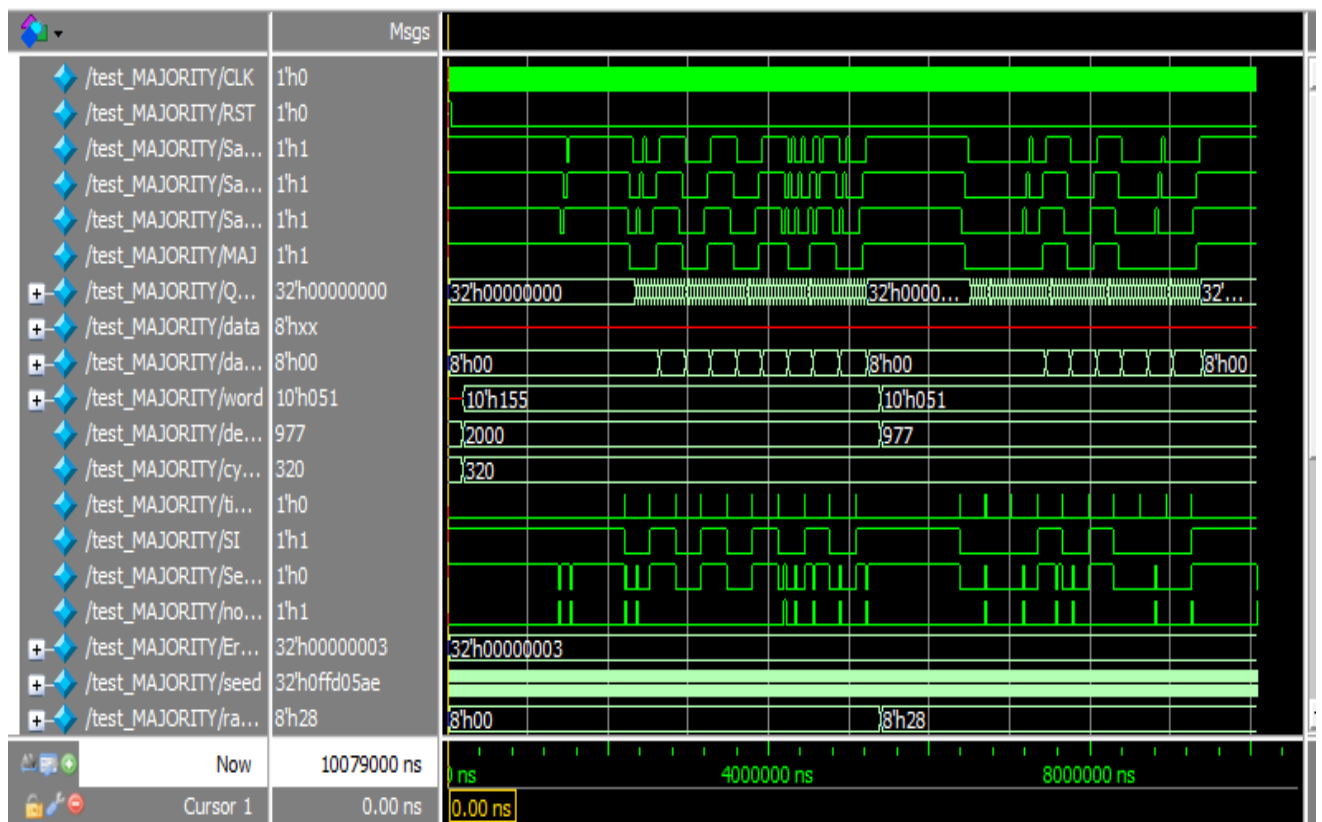 Msgs
/test_MAJORITY/CLK 1'h0
/test_MAJORITY/RST 1'h0
/test_MAJORITY/Sa... 1'h1
/test_MAJORITY/Sa... 1'h1
/test_MAJORITY/Sa... 1'h1
/test_MAJORITY/MAJ 1'h1
/test_MAJORITY/Q... 32'h00000000 32'h00000000 32'h0000... 32'...
/test_MAJORITY/data 8'hxx
/test_MAJORITY/da... 8'h00 8'h00 8'h00 8'h00
/test_MAJORITY/word 10'h051 10'h155 10'h051
/test_MAJORITY/de... 977 2000 977
/test_MAJORITY/cy... 320 320
/test_MAJORITY/ti... 1'h0
/test_MAJORITY/SI 1'h1
/test_MAJORITY/Se... 1'h0
/test_MAJORITY/no... 1'h1
/test_MAJORITY/Er... 32'h00000003 32'h00000003
/test_MAJORITY/seed 32'h0ffd05ae
/test_MAJORITY/ra... 8'h28 8'h00 8'h28
Now 10079000 ns ns 4000000 ns 8000000 ns
Cursor 1 0.00 ns 0.00 ns